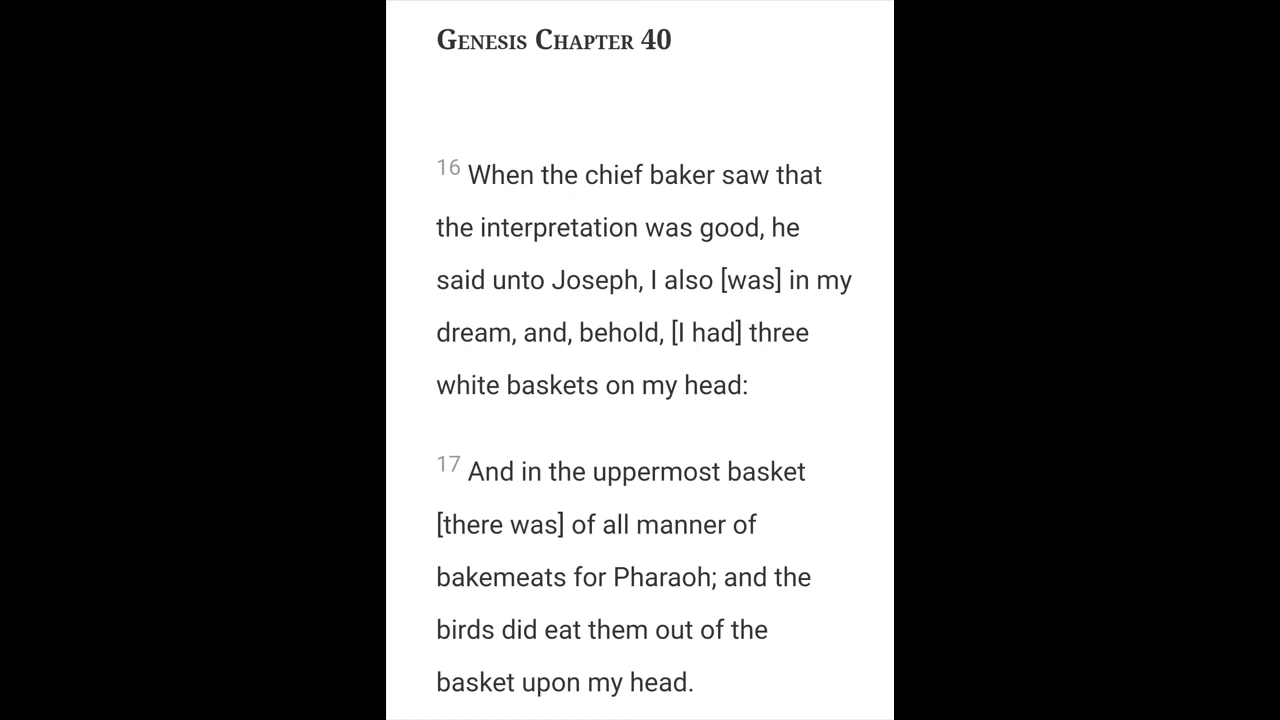 Genesis Chapter 40
16 When the chief baker saw that
the interpretation was good, he
said unto Joseph, I also [was] in my
dream, and, behold, [I had] three
white baskets on my head:
17 And in the uppermost basket
[there was] of all manner of
bakemeats for Pharaoh; and the
birds did eat them out of the
basket upon my head.